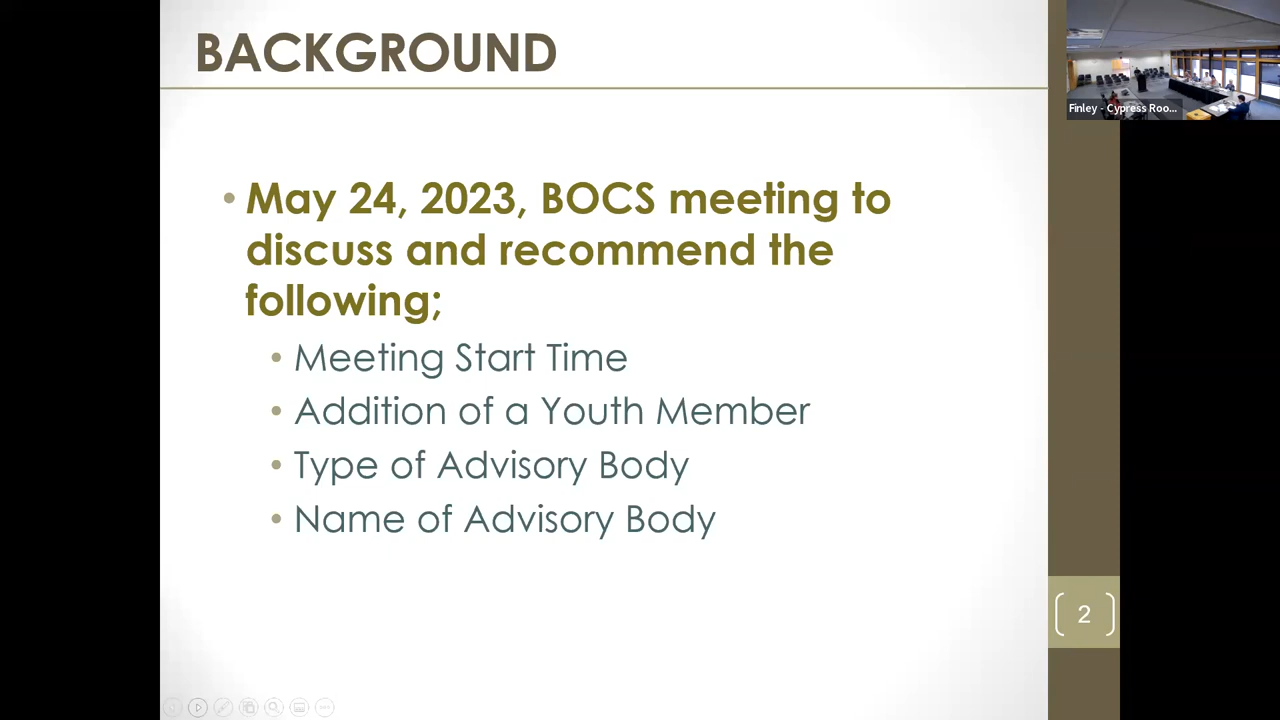 BACKGROUND
• May 24, 2023, BOCS meeting to
discuss and recommend the
following;
• Meeting Start Time
• Addition of a Youth Member
• Type of Advisory Body
• Name of Advisory Body
2
Finley - Cypress Roo...